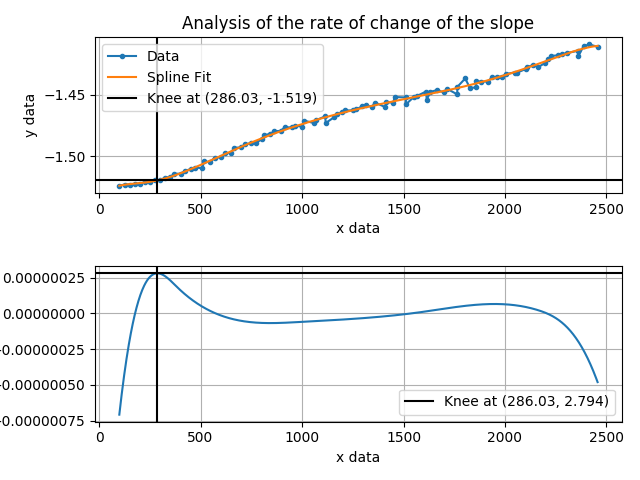 Analysis of the rate of change of the slope
Data
Spline Fit
Knee at (286.03, -1.519)
y data
−1.45
−1.50
0 500 1000 1500 2000 2500
x data
0.00000025
0.00000000
-0.00000025
-0.00000050
-0.00000075
Knee at (286.03, 2.794)
0 500 1000 1500 2000 2500
x data